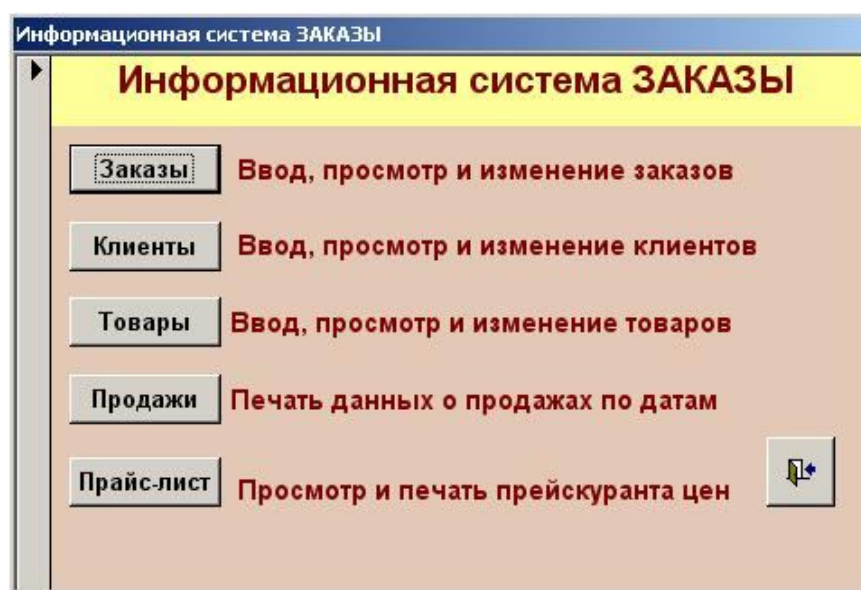 Информационная система ЗАКАЗЫ
Информационная система ЗАКАЗЫ
Заказы Ввод, просмотр и изменение заказов
Клиенты Ввод, просмотр и изменение клиентов
Товары Ввод, просмотр и изменение товаров
Продажи Печать данных о продажах по датам
Прайс-лист Просмотр и печать прейскуранта цен